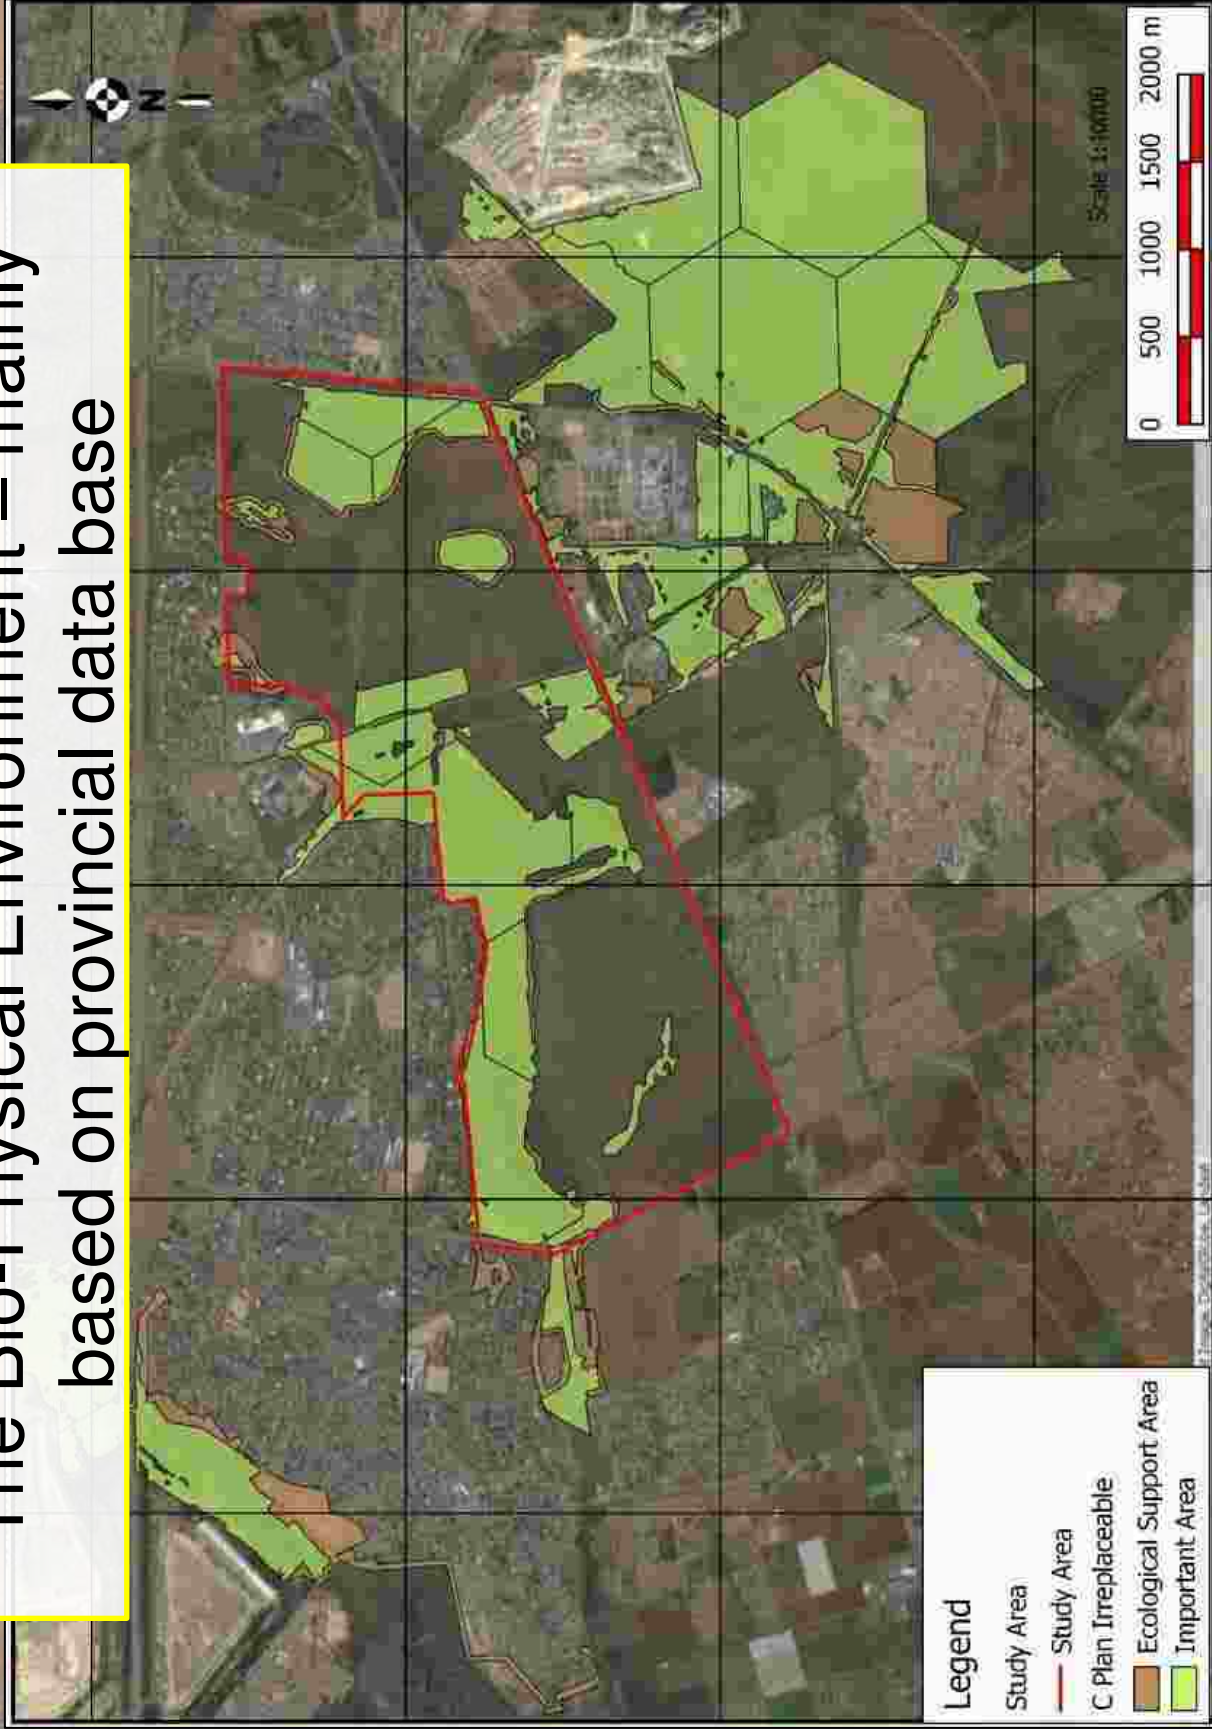 The Bio-Physical Environment – mainly
based on provincial data base
N
Scale 1:10000
0 500 1000 1500 2000 m
Legend
Study Area
Study Area
C Plan Irreplaceable
Ecological Support Area
Important Area